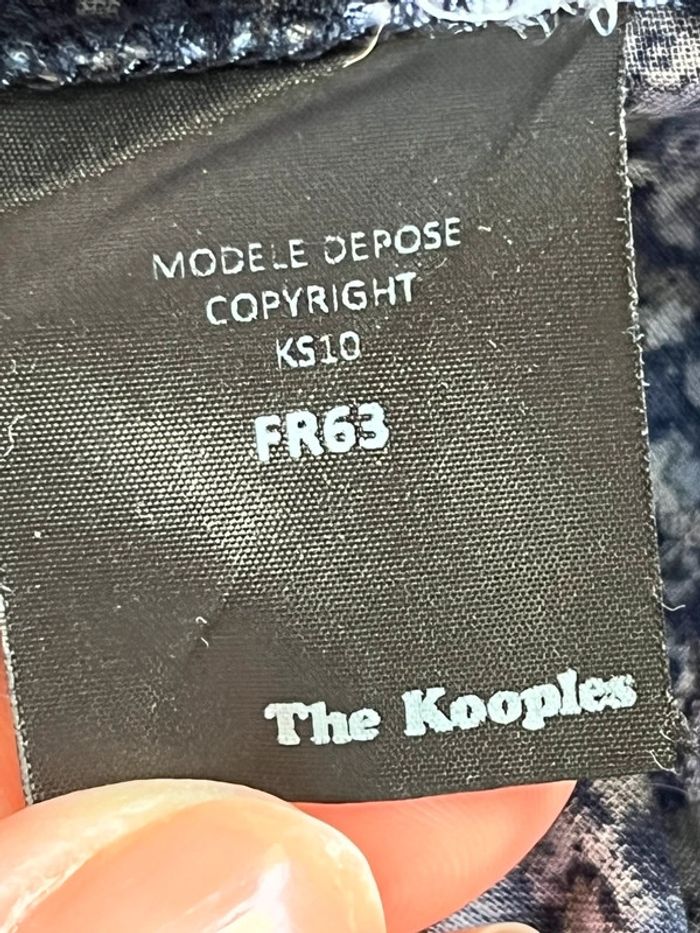 MODELE DEPOSE
COPYRIGHT
KS10
FR63
The Kooples